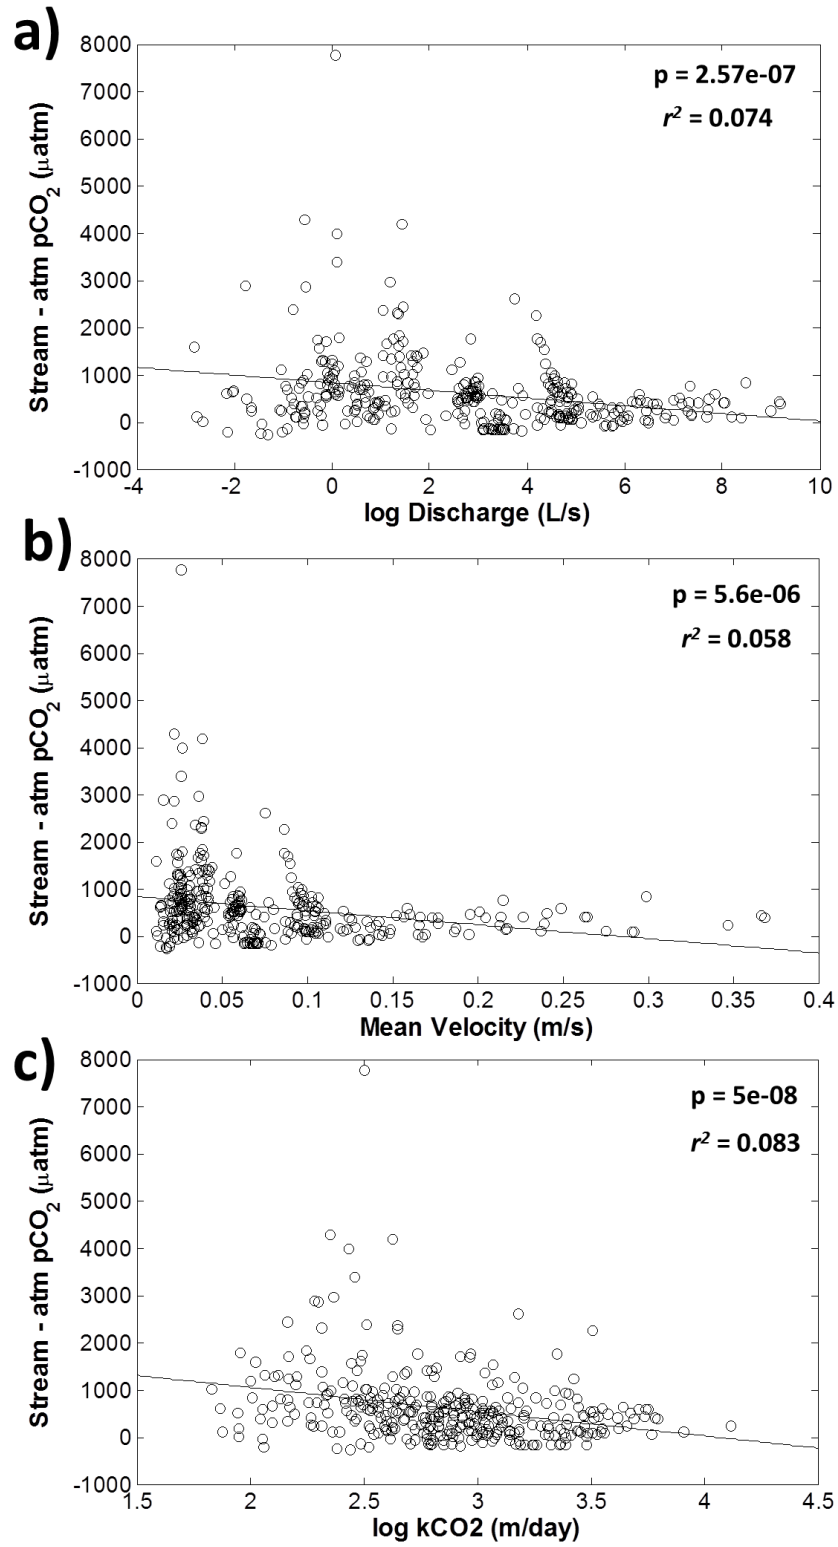 a)
8000
7000
6000
5000
4000
3000
2000
1000
0
-1000
Stream - atm pCO2 (μatm)
p = 2.57e-07
r2 = 0.074
-4 -2 0 2 4 6 8 10
log Discharge (L/s)
b)
8000
7000
6000
5000
4000
3000
2000
1000
0
-1000
Stream - atm pCO2 (μatm)
p = 5.6e-06
r2 = 0.058
0 0.05 0.1 0.15 0.2 0.25 0.3 0.35 0.4
Mean Velocity (m/s)
c)
8000
7000
6000
5000
4000
3000
2000
1000
0
-1000
Stream - atm pCO2 (μatm)
p = 5e-08
r2 = 0.083
1.5 2 2.5 3 3.5 4 4.5
log kCO2 (m/day)